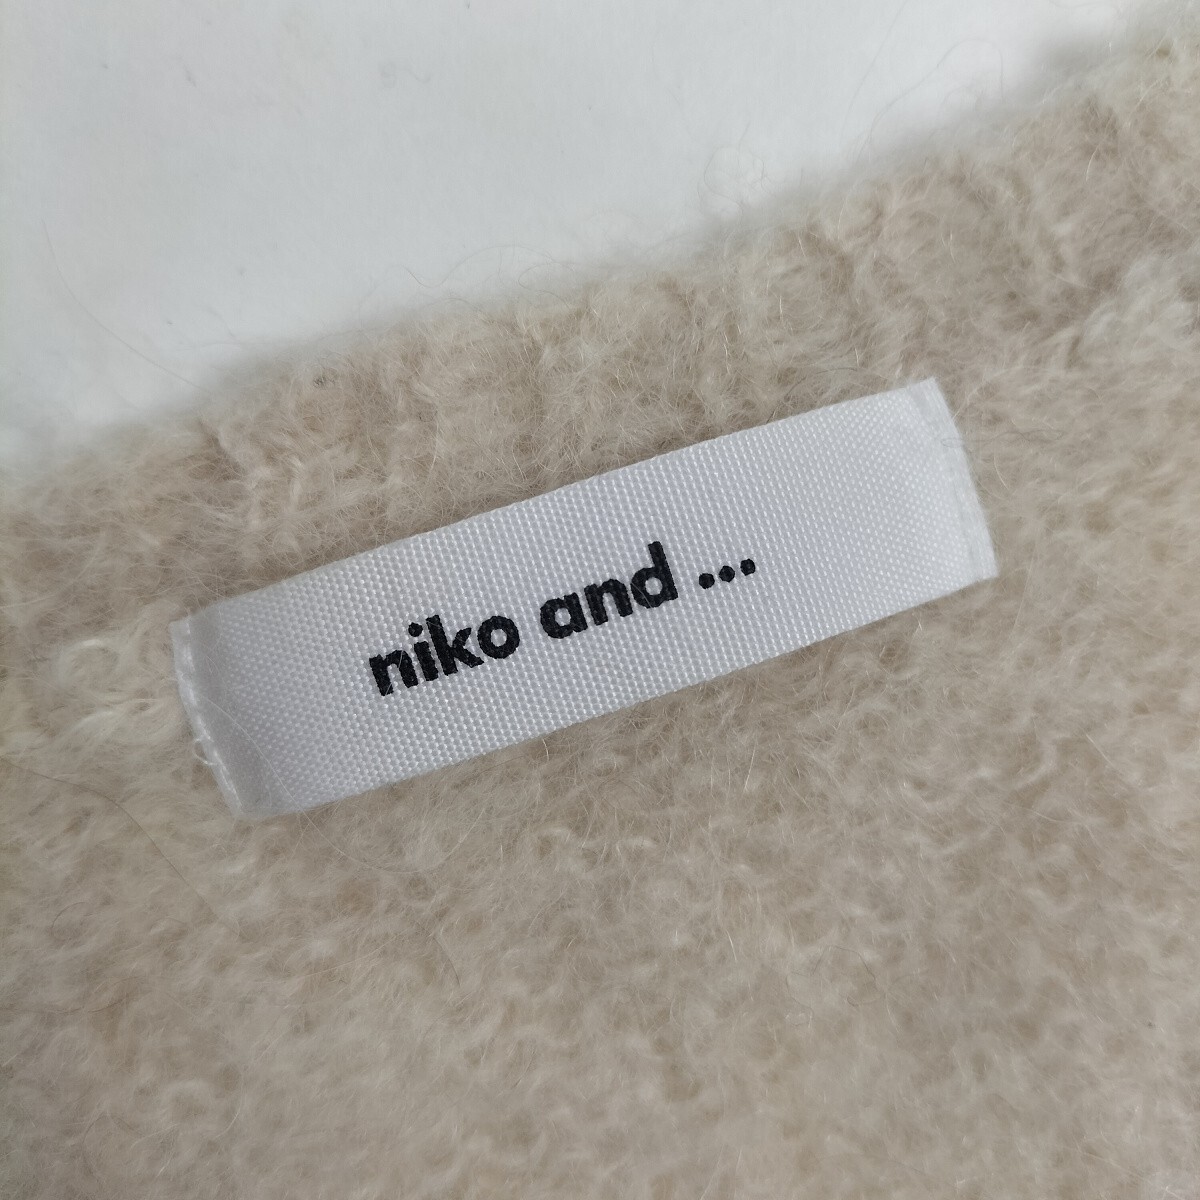 niko and ...